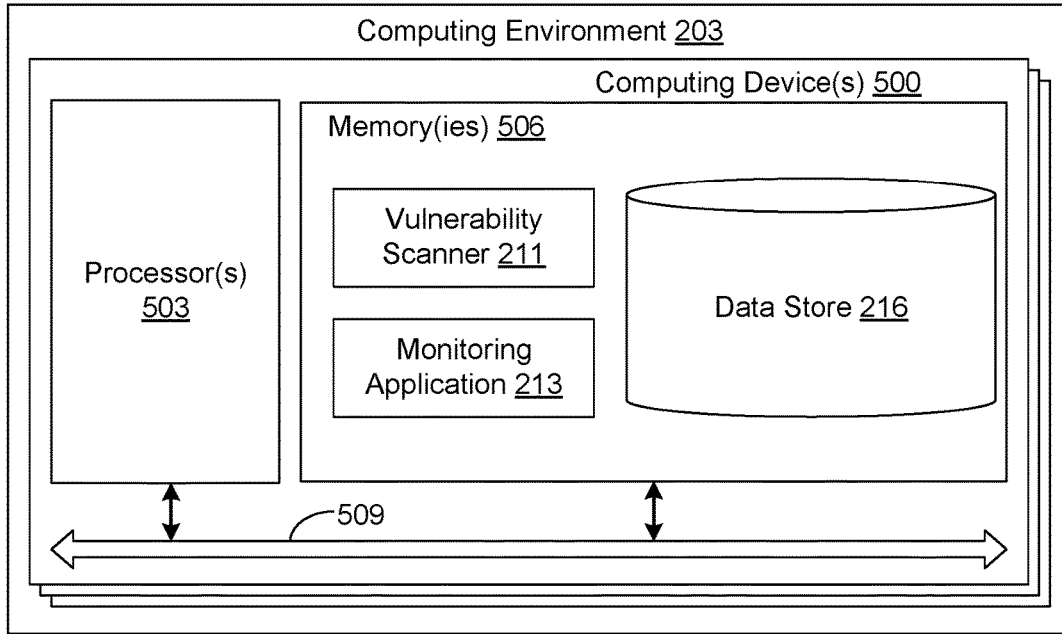 Computing Environment 203
Computing Device(s) 500
Memory(ies) 506
Vulnerability
Scanner 211
Processor(s)
503
Data Store 216
Monitoring
Application 213
509